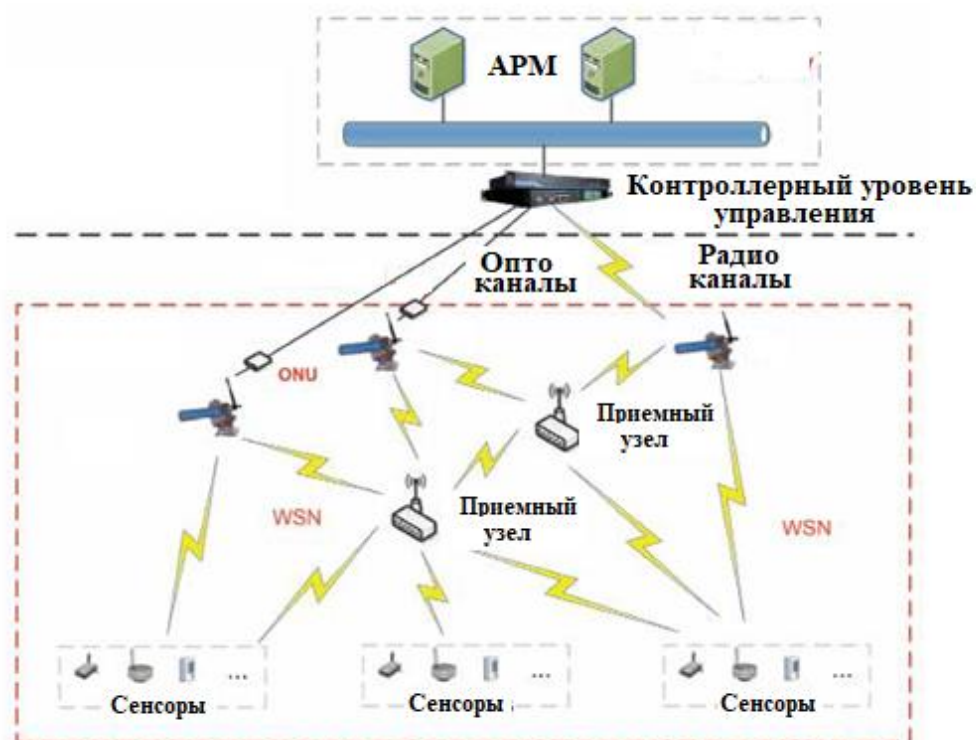 АРМ
Контроллерный уровень
управления
Опто
каналы
Радио
каналы
ONU
Приемный
узел
Приемный
узел
WSN
WSN
...
Сенсоры
...
Сенсоры
...
Сенсоры